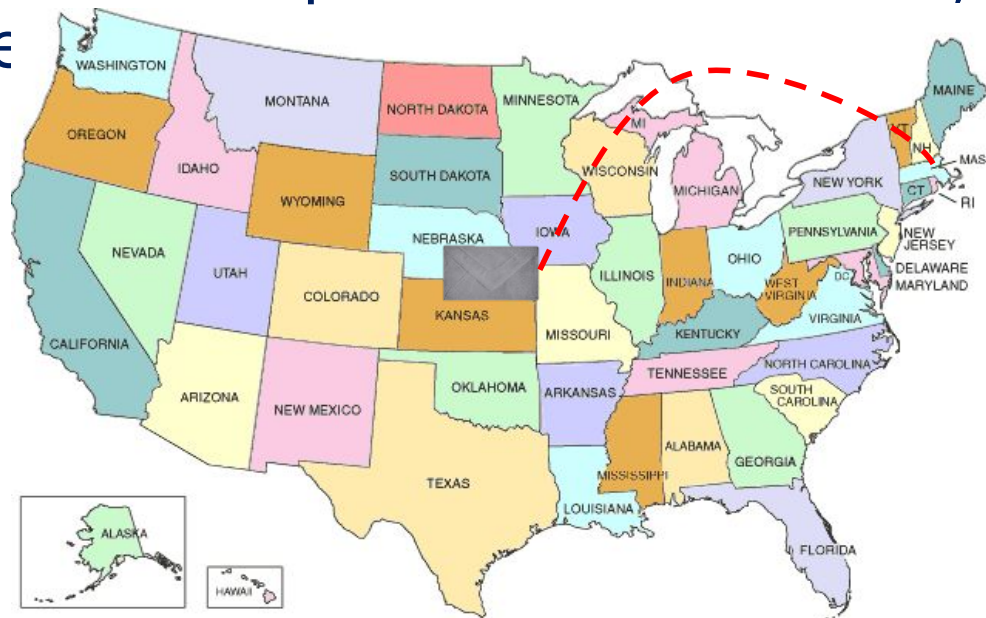 WASHINGTON
MAINE
MONTANA
NORTH DAKOTA
MINNESOTA
OREGON
MI
VT
NH
MAS
IDAHO
SOUTH DAKOTA
WISCONSIN
MICHIGAN
NEW YORK
CT
RI
WYOMING
NEBRASKA
IOWA
PENNSYLVANIA
NEW
JERSEY
NEVADA
UTAH
COLORADO
ILLINOIS
INDIANA
OHIO
WEST
VIRGINIA
DC
DELAWARE
MARYLAND
KANSAS
MISSOURI
KENTUCKY
VIRGINIA
CALIFORNIA
TENNESSEE
NORTH CAROLINA
ARIZONA
NEW MEXICO
OKLAHOMA
ARKANSAS
SOUTH
CAROLINA
ALABAMA
GEORGIA
TEXAS
MISSISSIPPI
LOUISIANA
FLORIDA
ALASKA
HAWAII